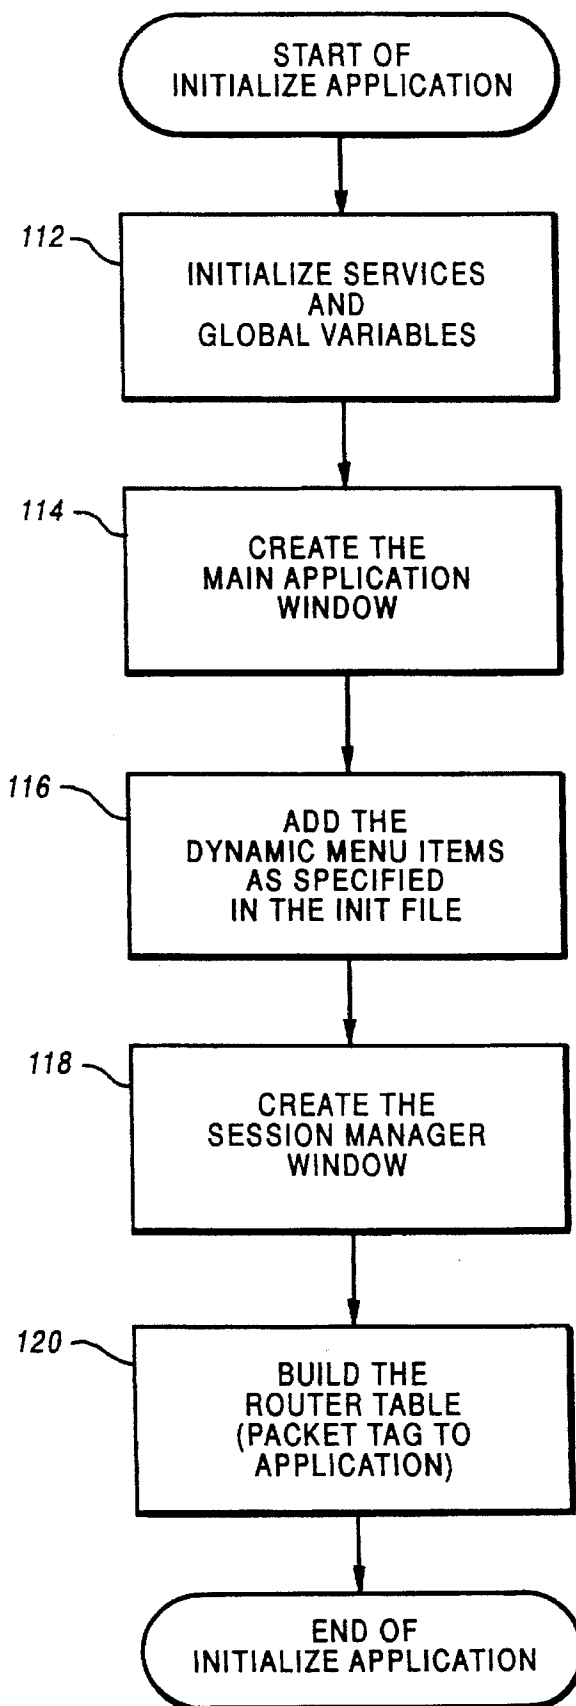 START OF
INITIALIZE APPLICATION
112
INITIALIZE SERVICES
AND
GLOBAL VARIABLES
114
CREATE THE
MAIN APPLICATION
WINDOW
116
ADD THE
DYNAMIC MENU ITEMS
AS SPECIFIED
IN THE INIT FILE
118
CREATE THE
SESSION MANAGER
WINDOW
120
BUILD THE
ROUTER TABLE
(PACKET TAG TO
APPLICATION)
END OF
INITIALIZE APPLICATION